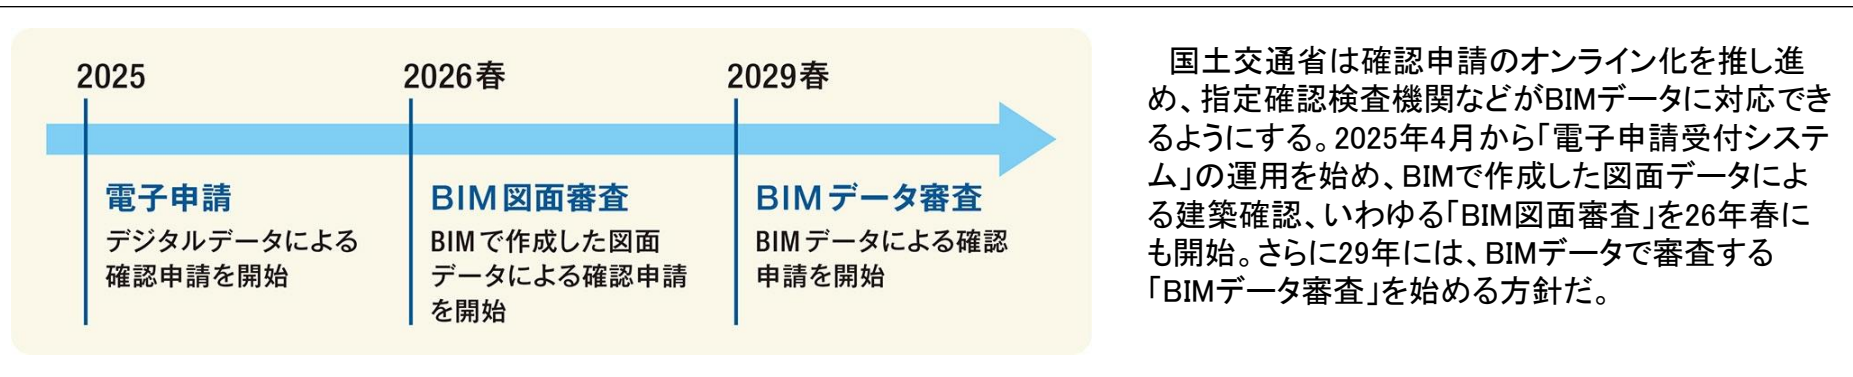 2025
電子申請
デジタルデータによる
確認申請を開始
2026春
BIM図面審査
BIMで作成した図面
データによる確認申請
を開始
2029春
BIMデータ審査
BIMデータによる確認
申請を開始
国土交通省は確認申請のオンライン化を推し進
め、指定確認検査機関などがBIMデータに対応でき
るようにする。2025年4月から「電子申請受付システ
ム」の運用を始め、BIMで作成した図面データによ
る建築確認、いわゆる「BIM図面審査」を26年春に
も開始。さらに29年には、BIMデータで審査する
「BIMデータ審査」を始める方針だ。